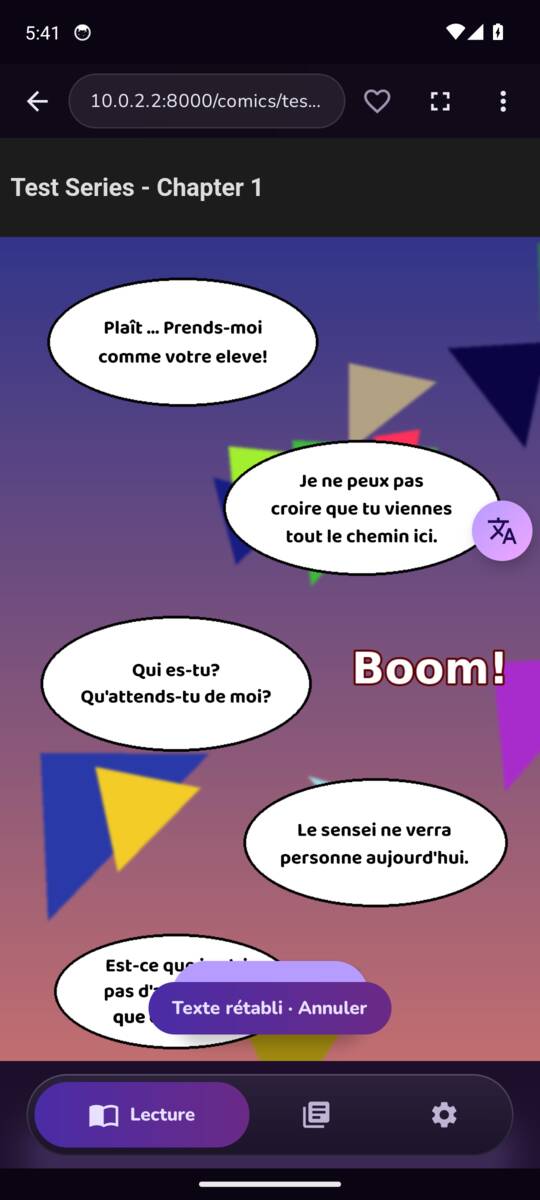 5:41
10.0.2.2:8000/comics/tes...
Test Series - Chapter 1
Plaît ... Prends-moi
comme votre eleve!
Je ne peux pas
croire que tu viennes
tout le chemin ici.
Qui es-tu?
Qu'attends-tu de moi?
Boom!
Le sensei ne verra
personne aujourd'hui.
Est-ce que
pas
que
Texte rétabli · Annuler
Lecture